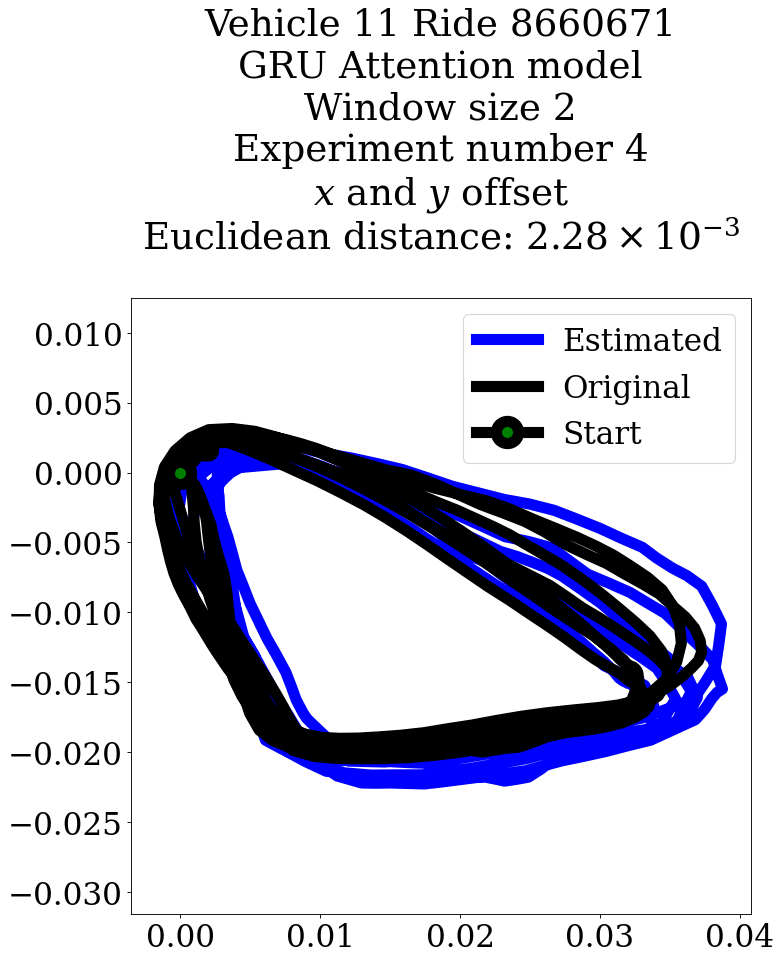 Vehicle 11 Ride 8660671
GRU Attention model
Window size 2
Experiment number 4
x and y offset
Euclidean distance: 2.28 × 10⁻³
Estimated
Original
Start
0.010
0.005
0.000
−0.005
−0.010
−0.015
−0.020
−0.025
−0.030
0.00 0.01 0.02 0.03 0.04